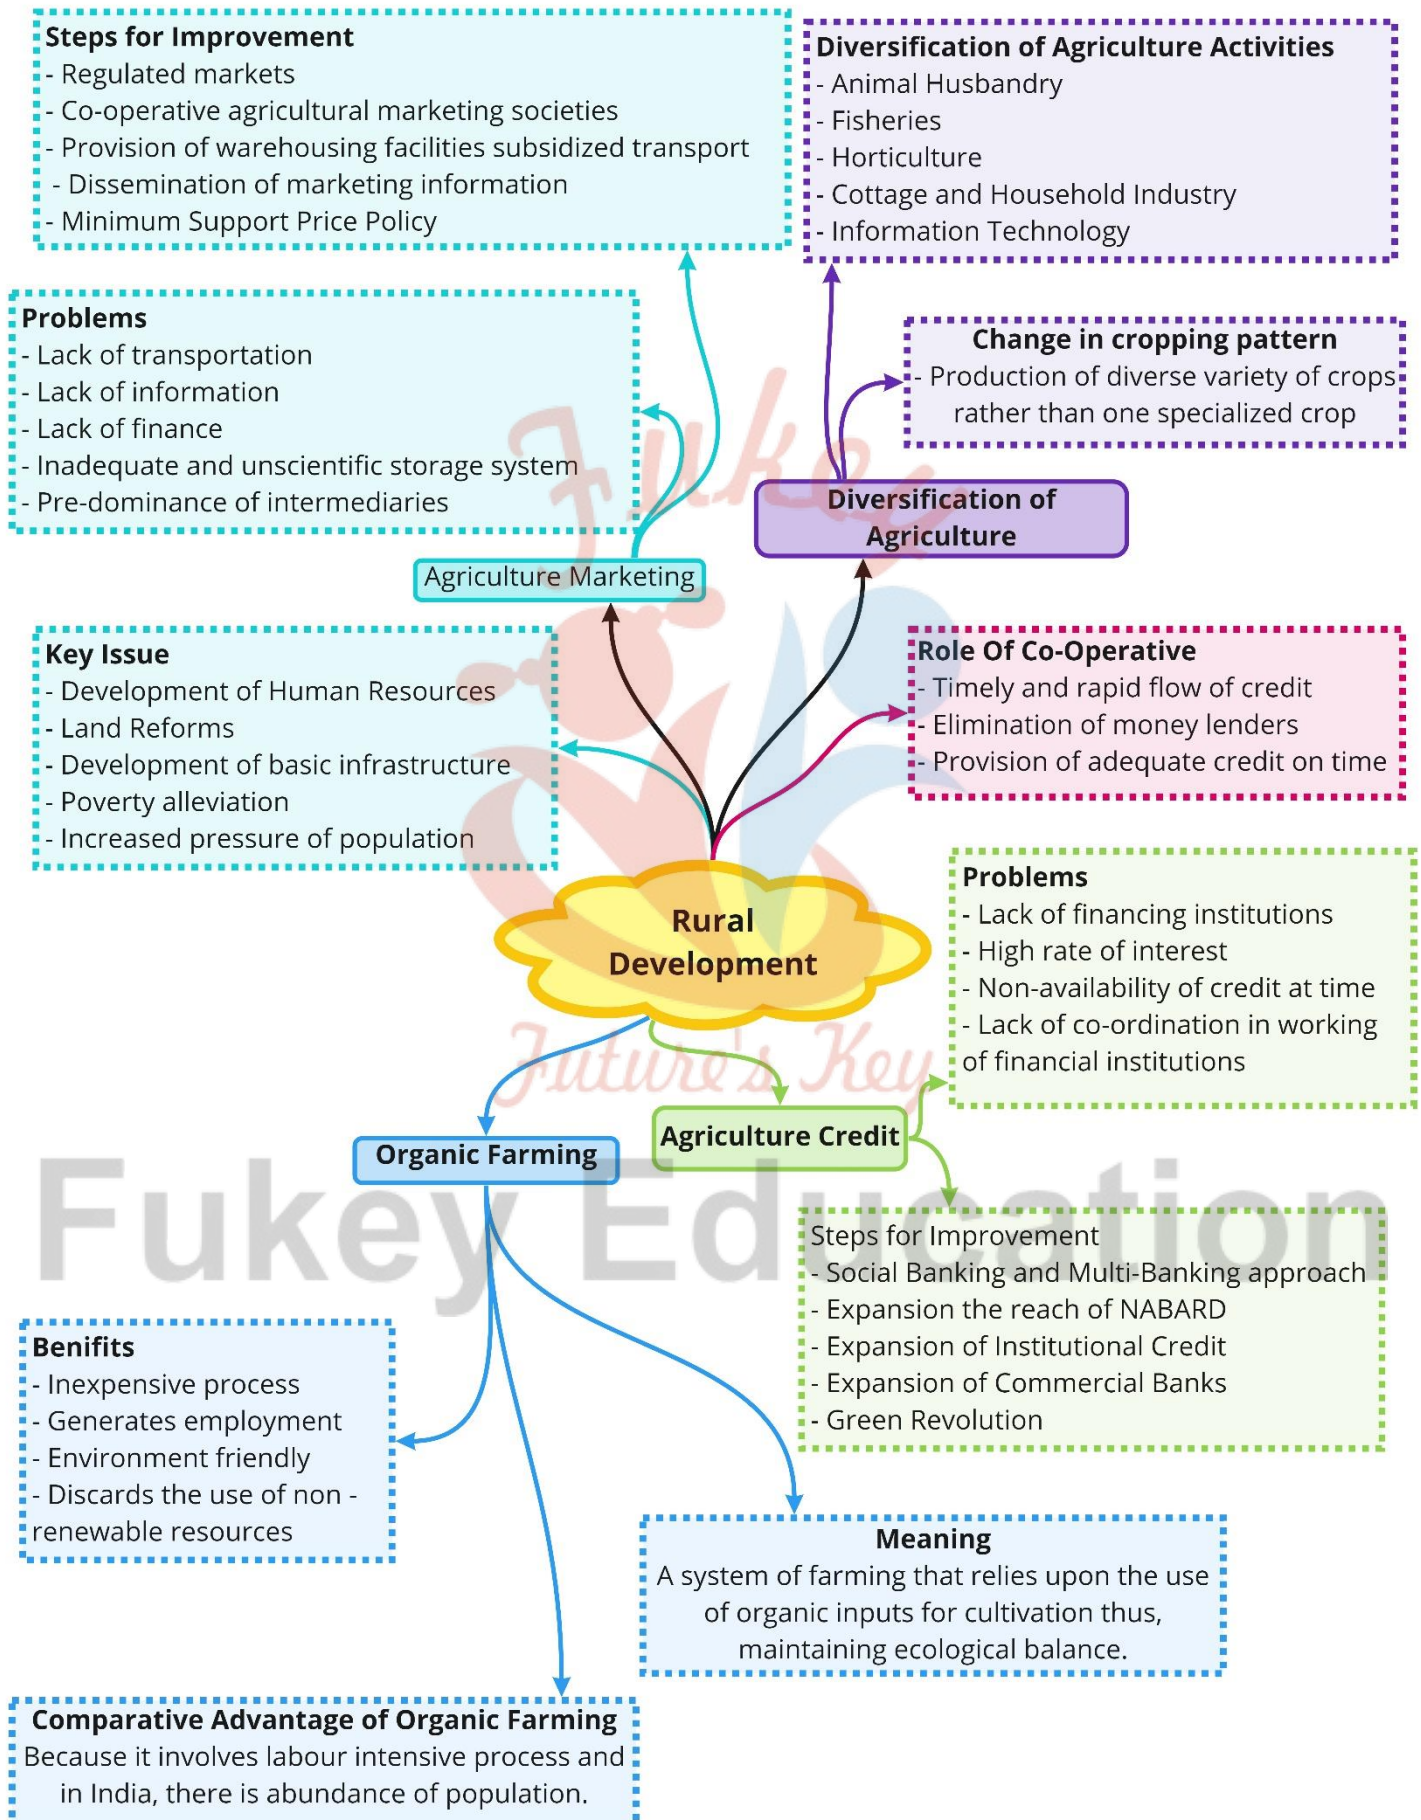 Steps for Improvement
- Regulated markets
- Co-operative agricultural marketing societies
- Provision of warehousing facilities subsidized transport
- Dissemination of marketing information
- Minimum Support Price Policy
Diversification of Agriculture Activities
- Animal Husbandry
- Fisheries
- Horticulture
- Cottage and Household Industry
- Information Technology
Problems
- Lack of transportation
- Lack of information
- Lack of finance
- Inadequate and unscientific storage system
- Pre-dominance of intermediaries
Change in cropping pattern
- Production of diverse variety of crops
rather than one specialized crop
Fukey
Diversification of
Agriculture
Agriculture Marketing
Key Issue
- Development of Human Resources
- Land Reforms
- Development of basic infrastructure
- Poverty alleviation
- Increased pressure of population
Role Of Co-Operative
- Timely and rapid flow of credit
- Elimination of money lenders
- Provision of adequate credit on time
Rural
Development
Problems
- Lack of financing institutions
- High rate of interest
- Non-availability of credit at time
- Lack of co-ordination in working
of financial institutions
Future's Key
Agriculture Credit
Organic Farming
Fukey Education
Steps for Improvement
- Social Banking and Multi-Banking approach
- Expansion the reach of NABARD
- Expansion of Institutional Credit
- Expansion of Commercial Banks
- Green Revolution
Benifits
- Inexpensive process
- Generates employment
- Environment friendly
- Discards the use of non -
renewable resources
Meaning
A system of farming that relies upon the use
of organic inputs for cultivation thus,
maintaining ecological balance.
Comparative Advantage of Organic Farming
Because it involves labour intensive process and
in India, there is abundance of population.